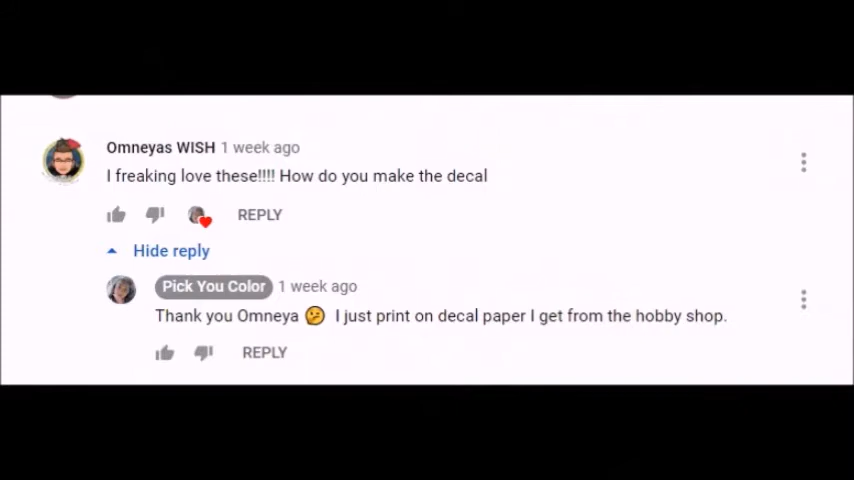 Omneyas WISH 1 week ago
I freaking love these!!!! How do you make the decal
REPLY
Hide reply
Pick You Color 1 week ago
Thank you Omneya 🤔 I just print on decal paper I get from the hobby shop.
REPLY